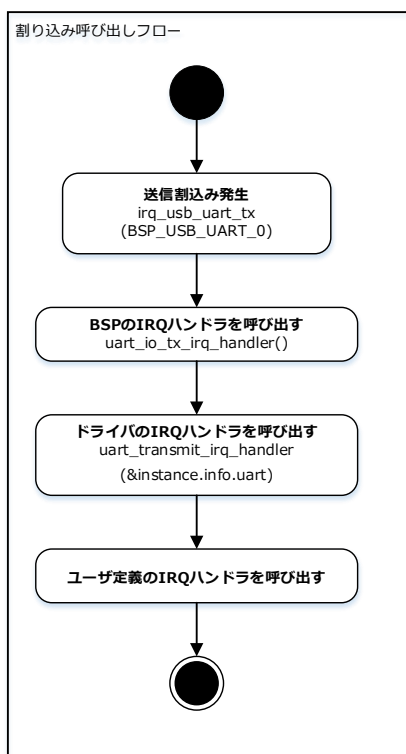 割り込み呼び出しフロー
送信割込み発生
irq_usb_uart_tx
(BSP_USB_UART_0)
BSPのIRQハンドラを呼び出す
uart_io_tx_irq_handler()
ドライバのIRQハンドラを呼び出す
uart_transmit_irq_handler
(&instance.info.uart)
ユーザ定義のIRQハンドラを呼び出す